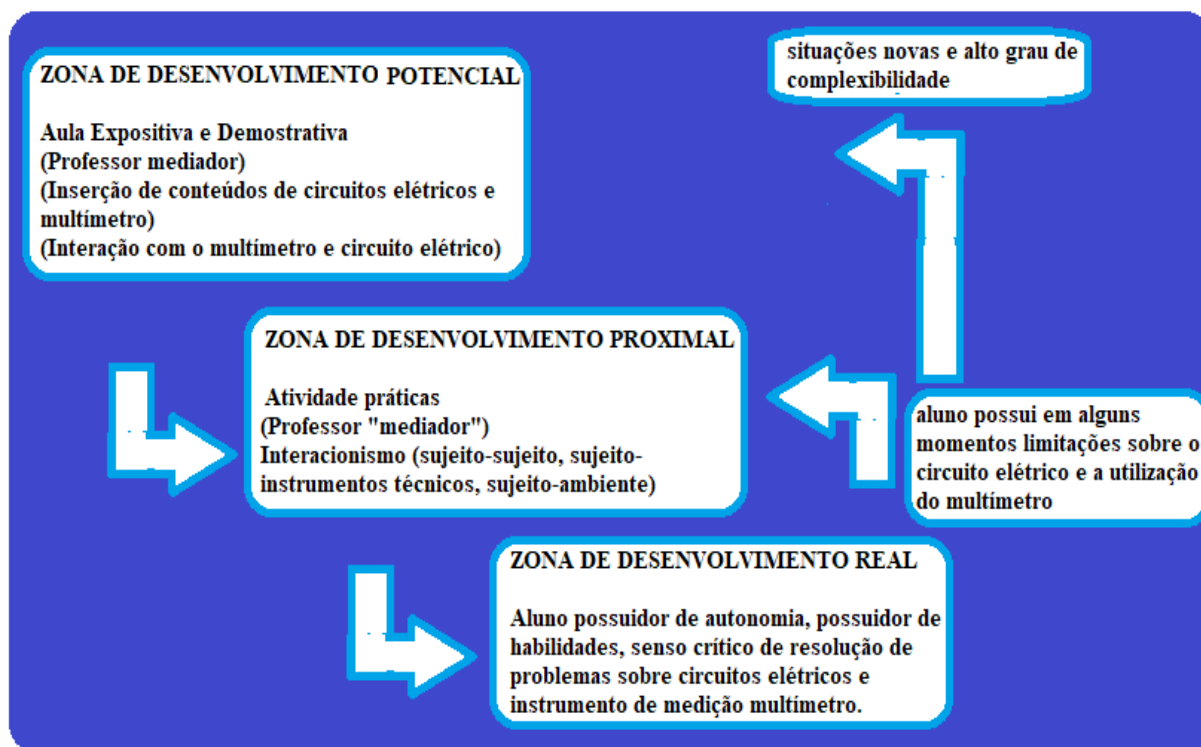 ZONA DE DESENVOLVIMENTO POTENCIAL
Aula Expositiva e Demostrativa
(Professor mediador)
(Inserção de conteúdos de circuitos elétricos e
multímetro)
(Interação com o multímetro e circuito elétrico)
situações novas e alto grau de
complexibilidade
ZONA DE DESENVOLVIMENTO PROXIMAL
Atividade práticas
(Professor "mediador")
Interacionismo (sujeito-sujeito, sujeito-
instrumentos técnicos, sujeito-ambiente)
aluno possui em alguns
momentos limitações sobre o
circuito elétrico e a utilização
do multímetro
ZONA DE DESENVOLVIMENTO REAL
Aluno possuidor de autonomia, possuidor de
habilidades, senso crítico de resolução de
problemas sobre circuitos elétricos e
instrumento de medição multímetro.